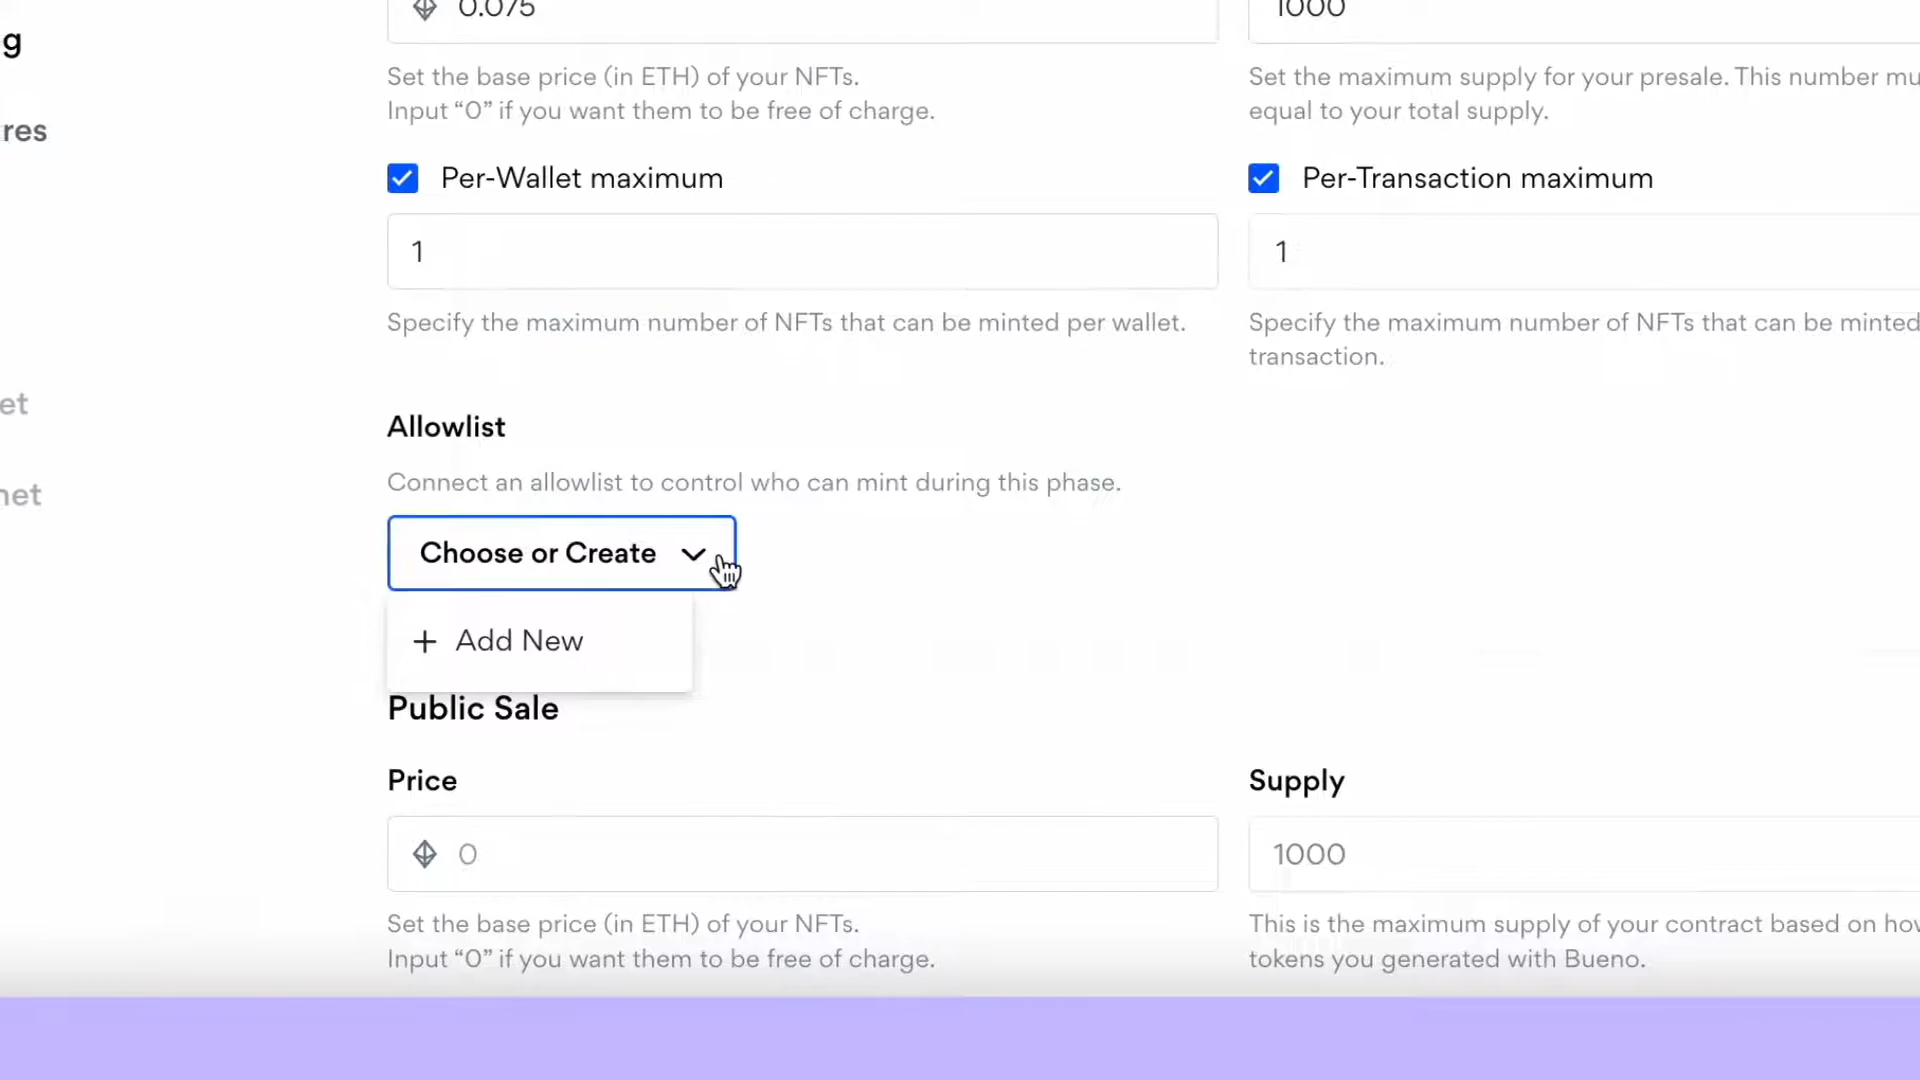 0.075
1000
g
Set the base price (in ETH) of your NFTs.
Input “0” if you want them to be free of charge.
Set the maximum supply for your presale. This number mu
equal to your total supply.
res
Per-Wallet maximum
Per-Transaction maximum
1
1
Specify the maximum number of NFTs that can be minted per wallet.
Specify the maximum number of NFTs that can be minted
transaction.
et
Allowlist
Connect an allowlist to control who can mint during this phase.
net
Choose or Create
+ Add New
Public Sale
Price
Supply
0
1000
Set the base price (in ETH) of your NFTs.
Input “0” if you want them to be free of charge.
This is the maximum supply of your contract based on how
tokens you generated with Bueno.